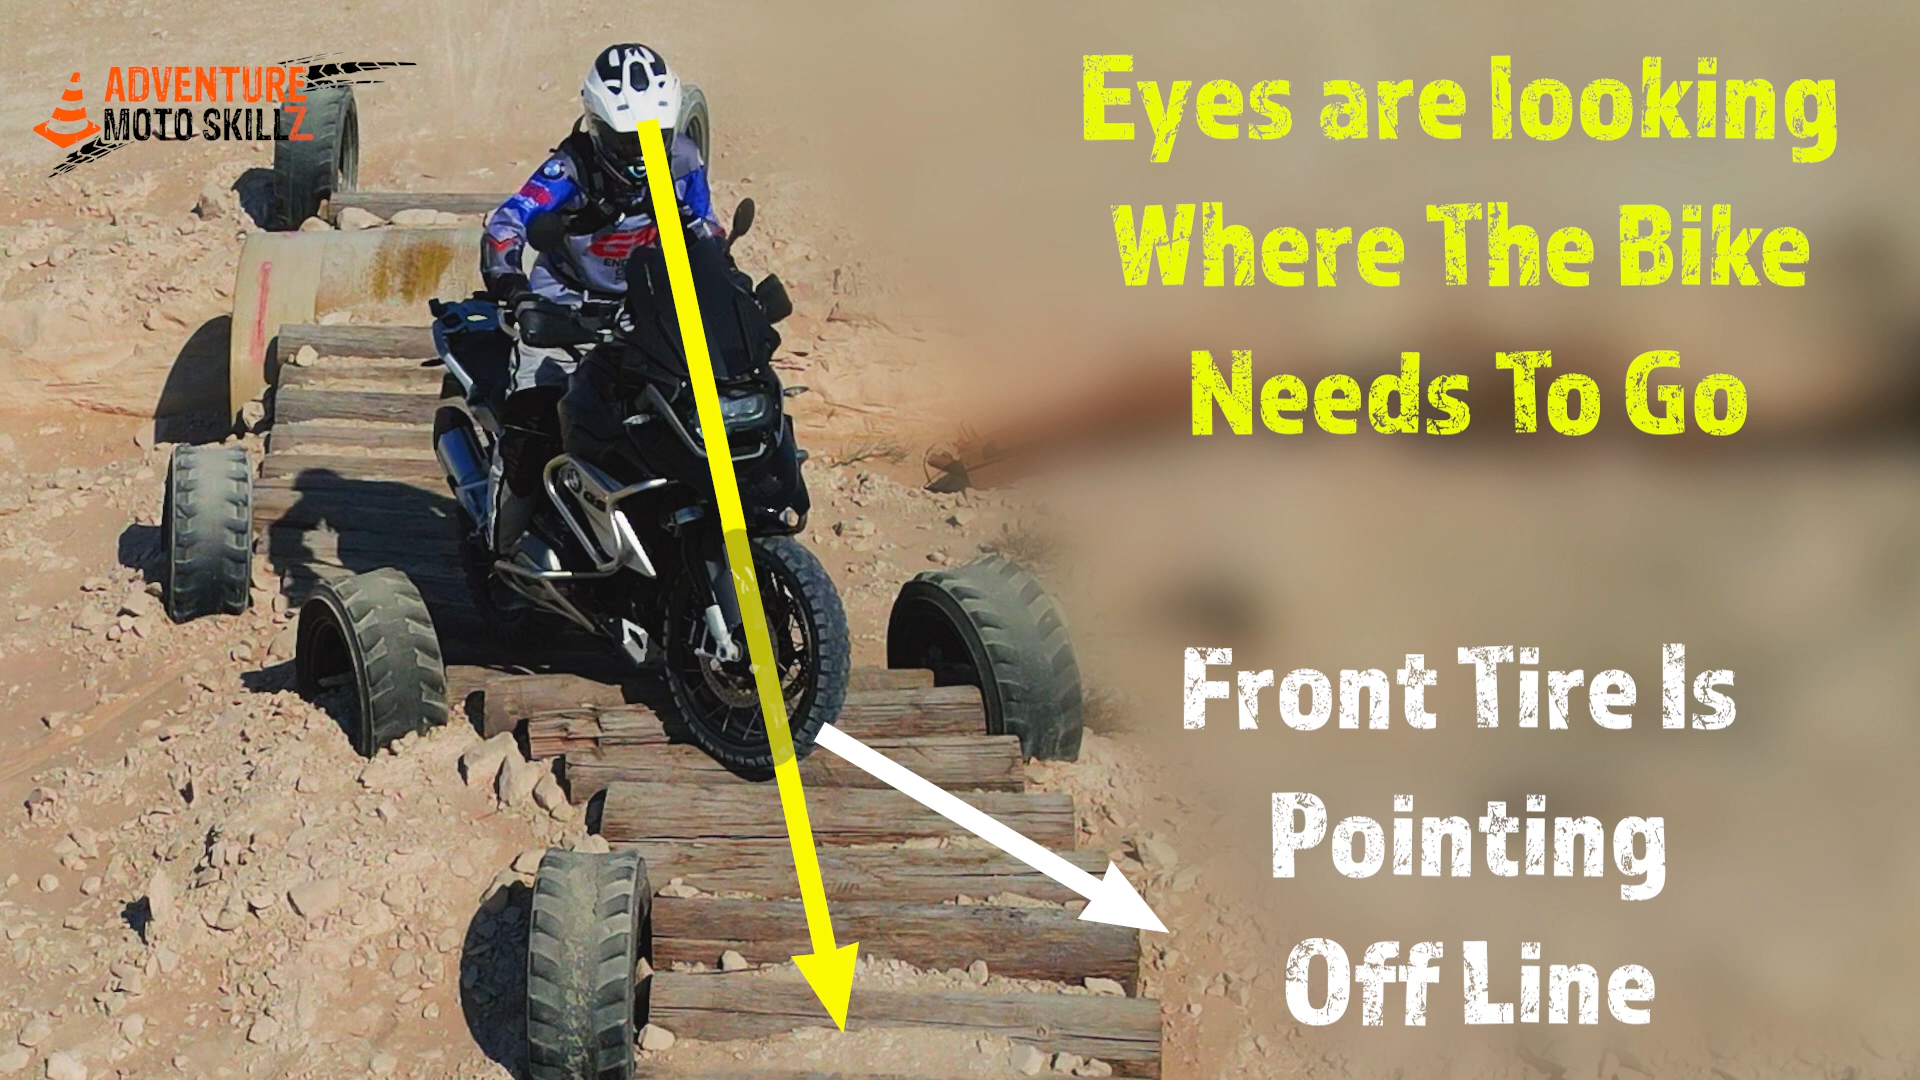 ADVENTURE
MOTO SKILLZ
Eyes are looking
Where The Bike
Needs To Go
Front Tire Is
Pointing
Off Line